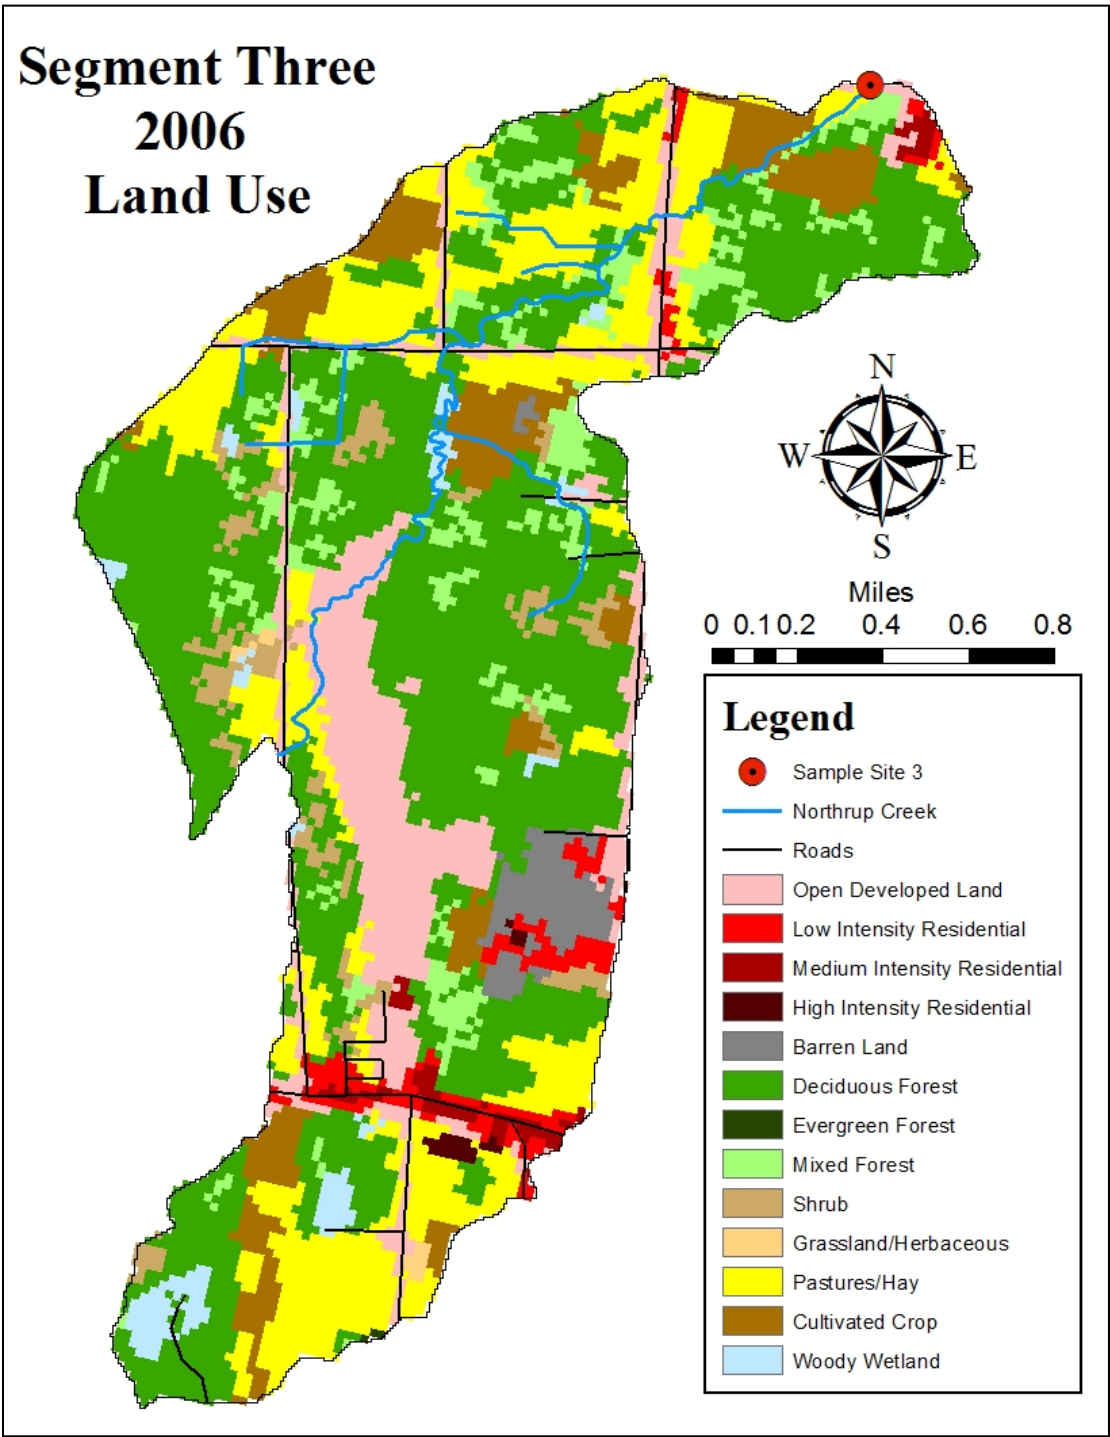 Segment Three
2006
Land Use
N
W
E
S
Miles
0 0.1 0.2 0.4 0.6 0.8
Legend
Sample Site 3
Northrup Creek
Roads
Open Developed Land
Low Intensity Residential
Medium Intensity Residential
High Intensity Residential
Barren Land
Deciduous Forest
Evergreen Forest
Mixed Forest
Shrub
Grassland/Herbaceous
Pastures/Hay
Cultivated Crop
Woody Wetland